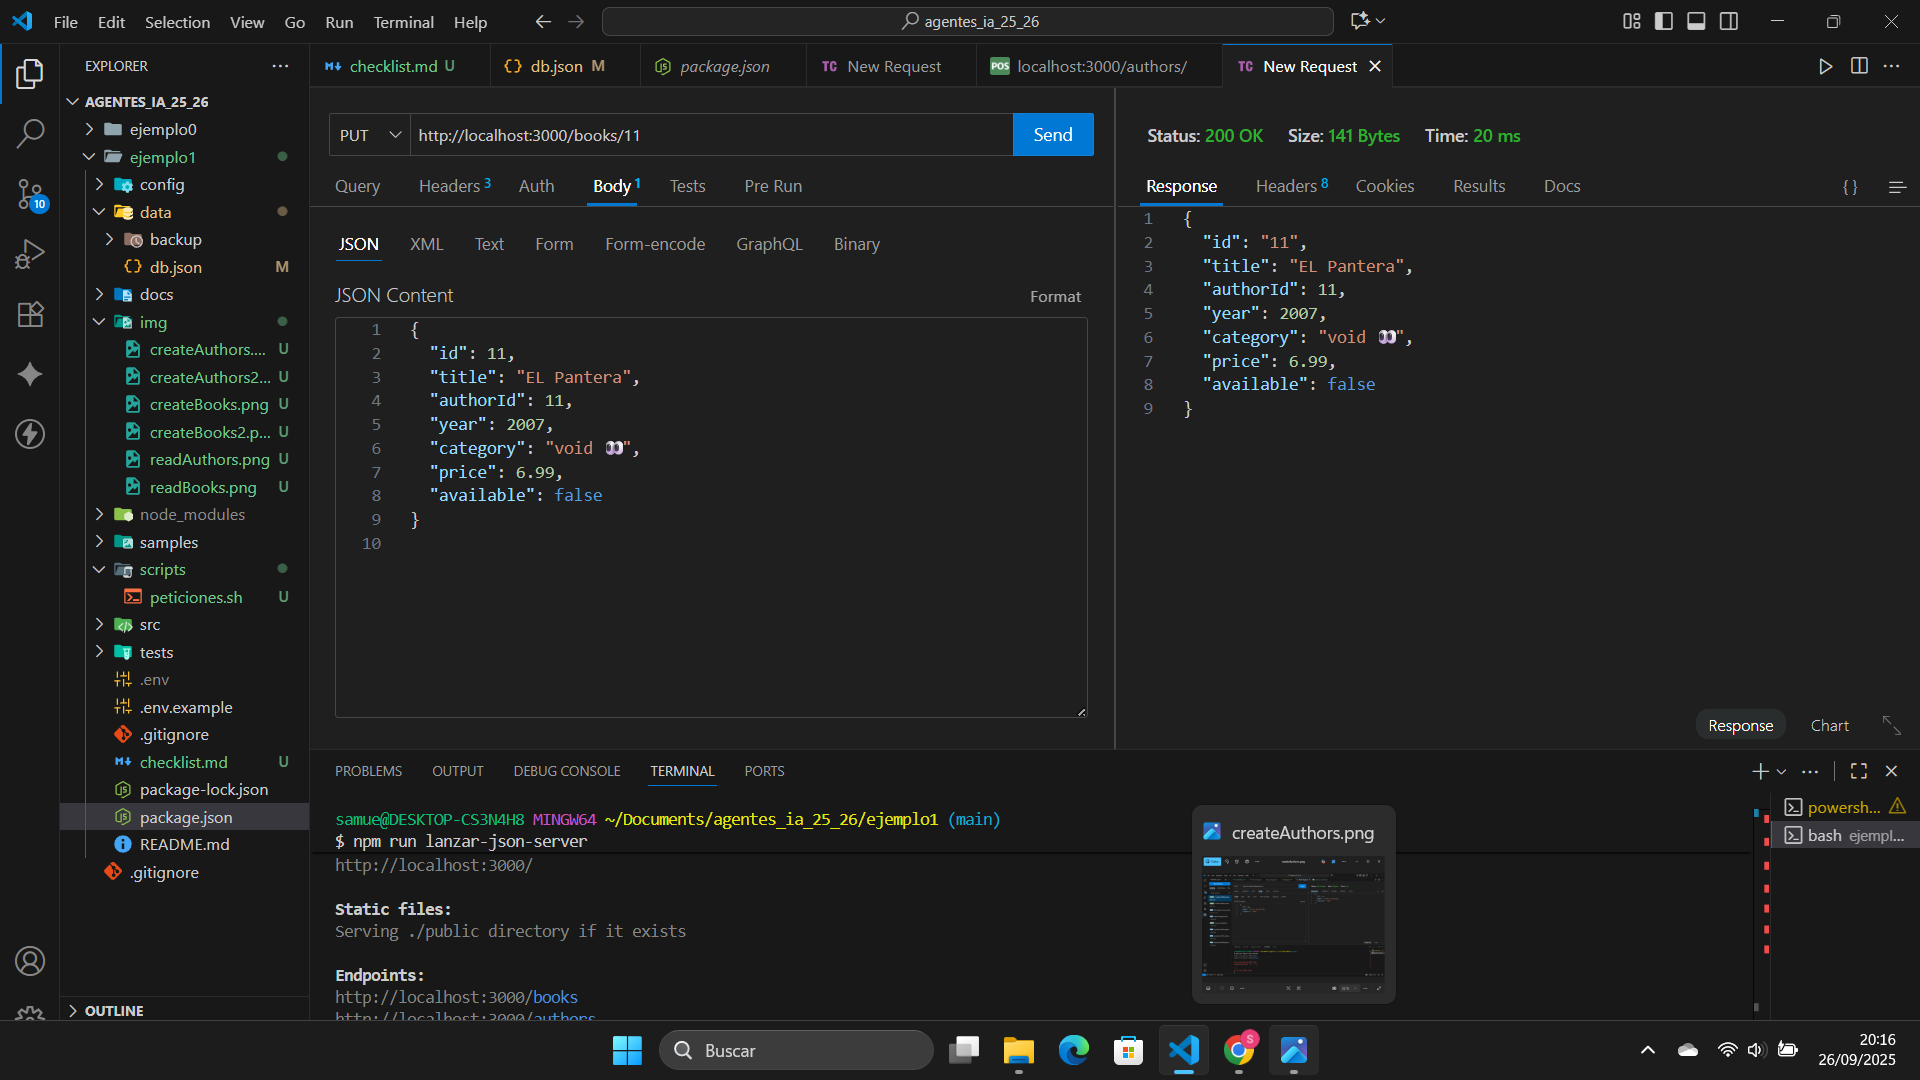 File Edit Selection View Go Run Terminal Help
agentes_ia_25_26
EXPLORER
AGENTES_IA_25_26
ejemplo0
ejemplo1
config
data
backup
db.json M
docs
img
createAuthors.... U
createAuthors2... U
createBooks.png U
createBooks2.p... U
readAuthors.png U
readBooks.png U
node_modules
samples
scripts
peticiones.sh U
src
tests
.env
.env.example
.gitignore
checklist.md U
package-lock.json
package.json
README.md
.gitignore
OUTLINE
10
checklist.md U
db.json M
package.json
TC New Request
POS localhost:3000/authors/
TC New Request
PUT http://localhost:3000/books/11 Send
Query Headers 3 Auth Body 1 Tests Pre Run
JSON XML Text Form Form-encode GraphQL Binary
JSON Content Format
1 {
2 "id": 11,
3 "title": "EL Pantera",
4 "authorId": 11,
5 "year": 2007,
6 "category": "void 👀",
7 "price": 6.99,
8 "available": false
9 }
10
Status: 200 OK Size: 141 Bytes Time: 20 ms
Response Headers 8 Cookies Results Docs { }
1 {
2 "id": "11",
3 "title": "EL Pantera",
4 "authorId": 11,
5 "year": 2007,
6 "category": "void 👀",
7 "price": 6.99,
8 "available": false
9 }
Response Chart
PROBLEMS OUTPUT DEBUG CONSOLE TERMINAL PORTS
samue@DESKTOP-CS3N4H8 MINGW64 ~/Documents/agentes_ia_25_26/ejemplo1 (main)
$ npm run lanzar-json-server
http://localhost:3000/
Static files:
Serving ./public directory if it exists
Endpoints:
http://localhost:3000/books
http://localhost:3000/authors
powersh...
bash ejempl...
createAuthors.png
Buscar
S
20:16
26/09/2025